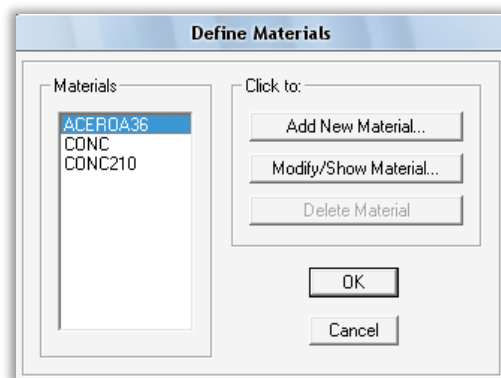 Define Materials
Materials
ACEROA36
CONC
CONC210
Click to:
Add New Material...
Modify/Show Material...
Delete Material
OK
Cancel